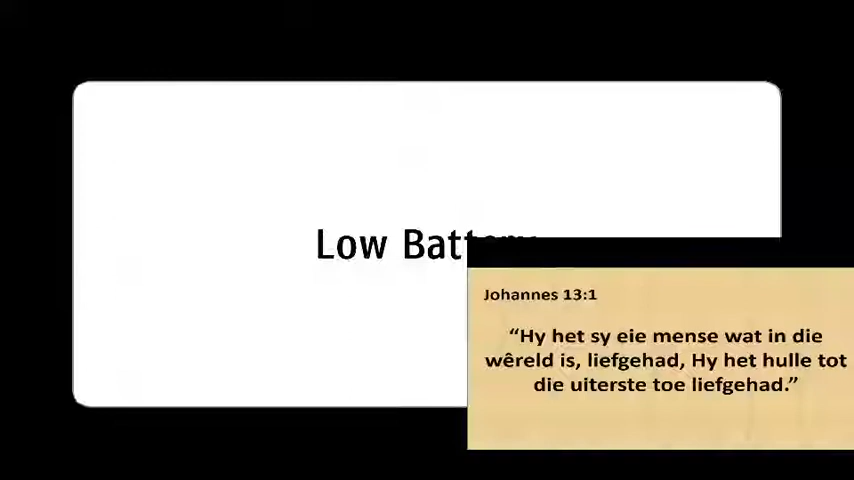 Low Battery
Johannes 13:1
“Hy het sy eie mense wat in die
wêreld is, liefgehad, Hy het hulle tot
die uiterste toe liefgehad.”